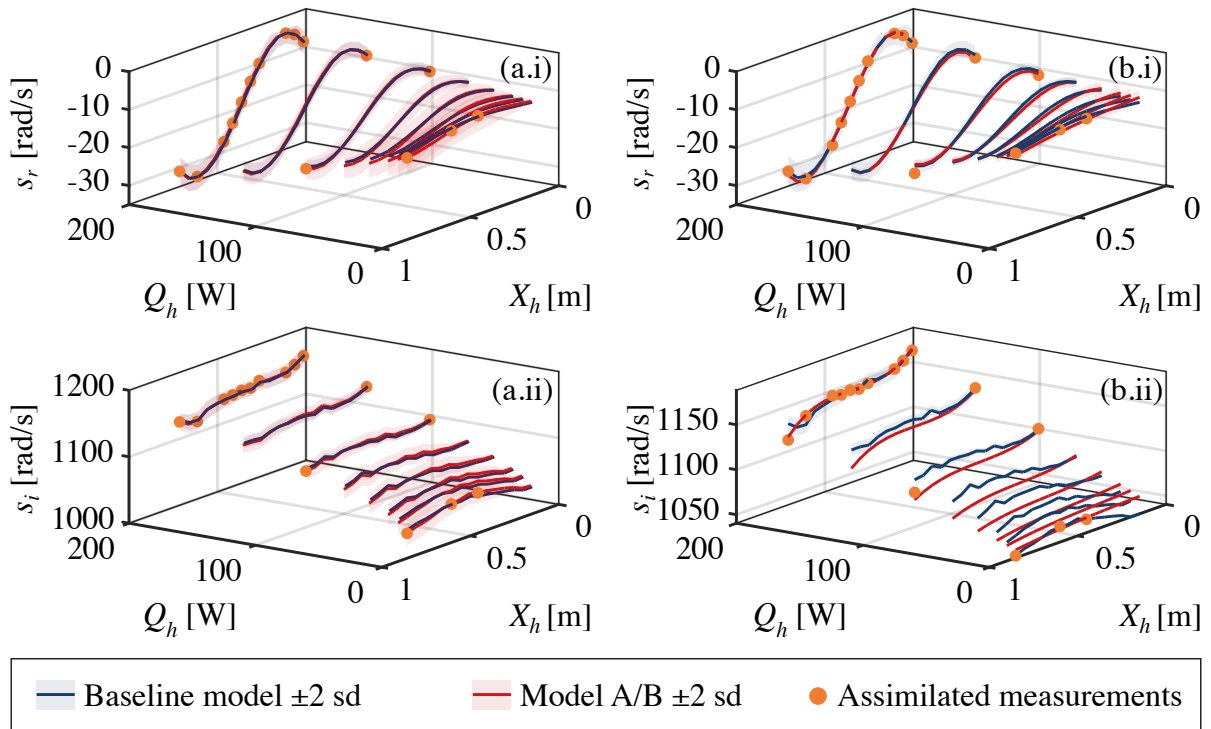 (a.i)
s_r [rad/s]
0
-10
-20
-30
200
100
0
Q_h [W]
1
0.5
0
X_h [m]
(b.i)
s_r [rad/s]
0
-10
-20
-30
200
100
0
Q_h [W]
1
0.5
0
X_h [m]
(a.ii)
s_i [rad/s]
1200
1100
1000
200
100
0
Q_h [W]
1
0.5
0
X_h [m]
(b.ii)
s_i [rad/s]
1150
1100
1050
200
100
0
Q_h [W]
1
0.5
0
X_h [m]
Baseline model ±2 sd
Model A/B ±2 sd
Assimilated measurements